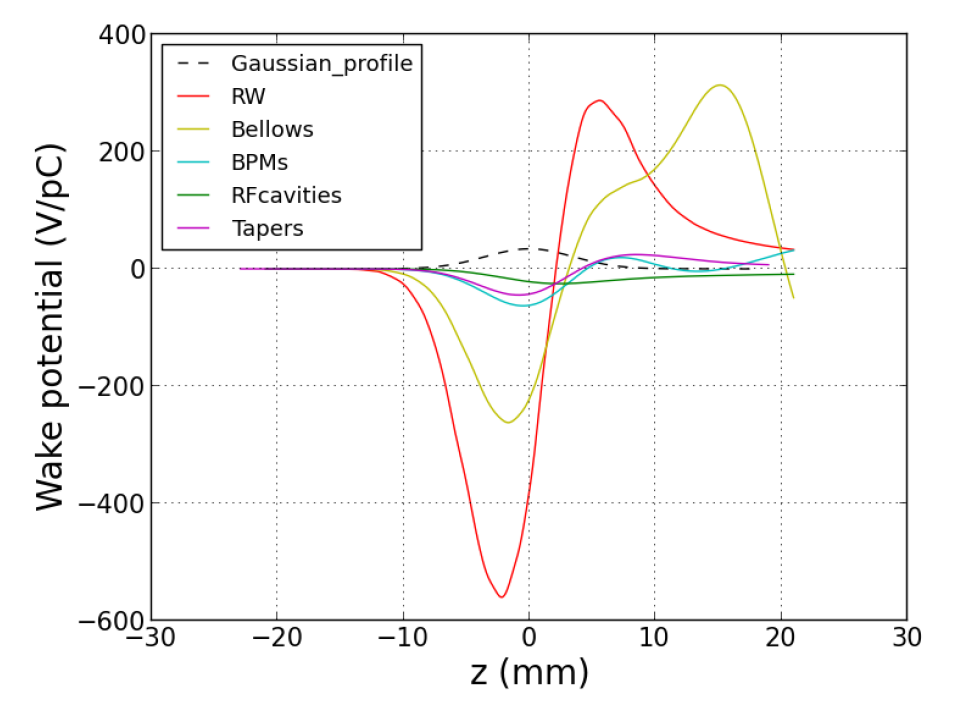 400
200
0
−200
−400
−600
Wake potential (V/pC)
Gaussian_profile
RW
Bellows
BPMs
RFcavities
Tapers
−30 −20 −10 0 10 20 30
z (mm)